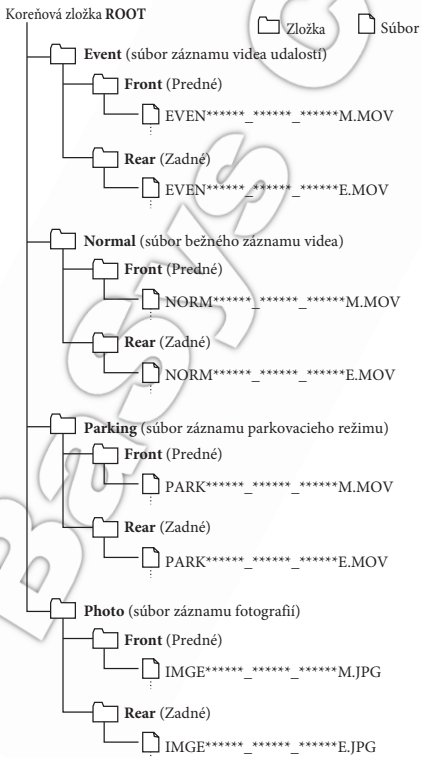 Koreňová zložka ROOT
Zložka Súbor
Event (súbor záznamu videa udalostí)
Front (Predné)
EVEN******_******_******M.MOV
Rear (Zadné)
EVEN******_******_******E.MOV
Normal (súbor bežného záznamu videa)
Front (Predné)
NORM******_******_******M.MOV
Rear (Zadné)
NORM******_******_******E.MOV
Parking (súbor záznamu parkovacieho režimu)
Front (Predné)
PARK******_******_******M.MOV
Rear (Zadné)
PARK******_******_******E.MOV
Photo (súbor záznamu fotografií)
Front (Predné)
IMGE******_******_******M.JPG
Rear (Zadné)
IMGE******_******_******E.JPG
BaSys C